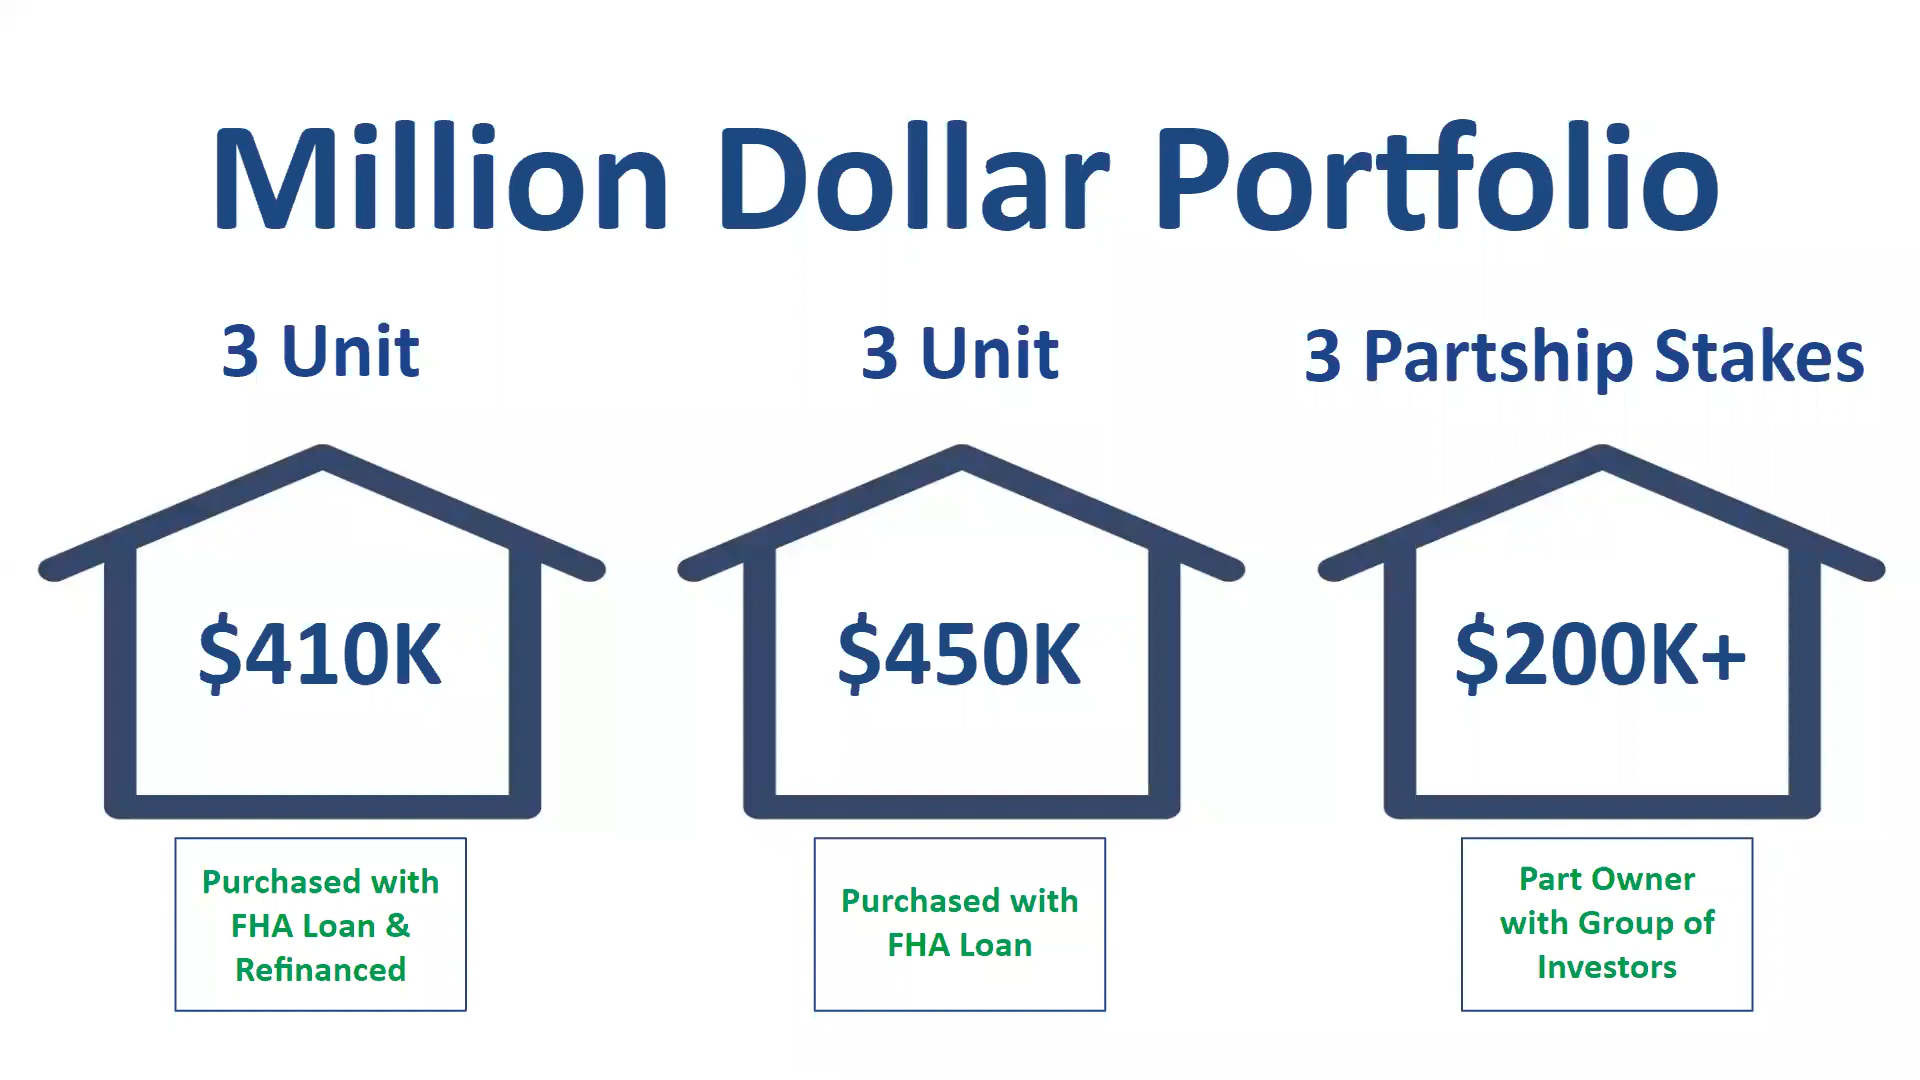 Million Dollar Portfolio
3 Unit
3 Unit
3 Partship Stakes
$410K
$450K
$200K+
Purchased with
FHA Loan &
Refinanced
Purchased with
FHA Loan
Part Owner
with Group of
Investors